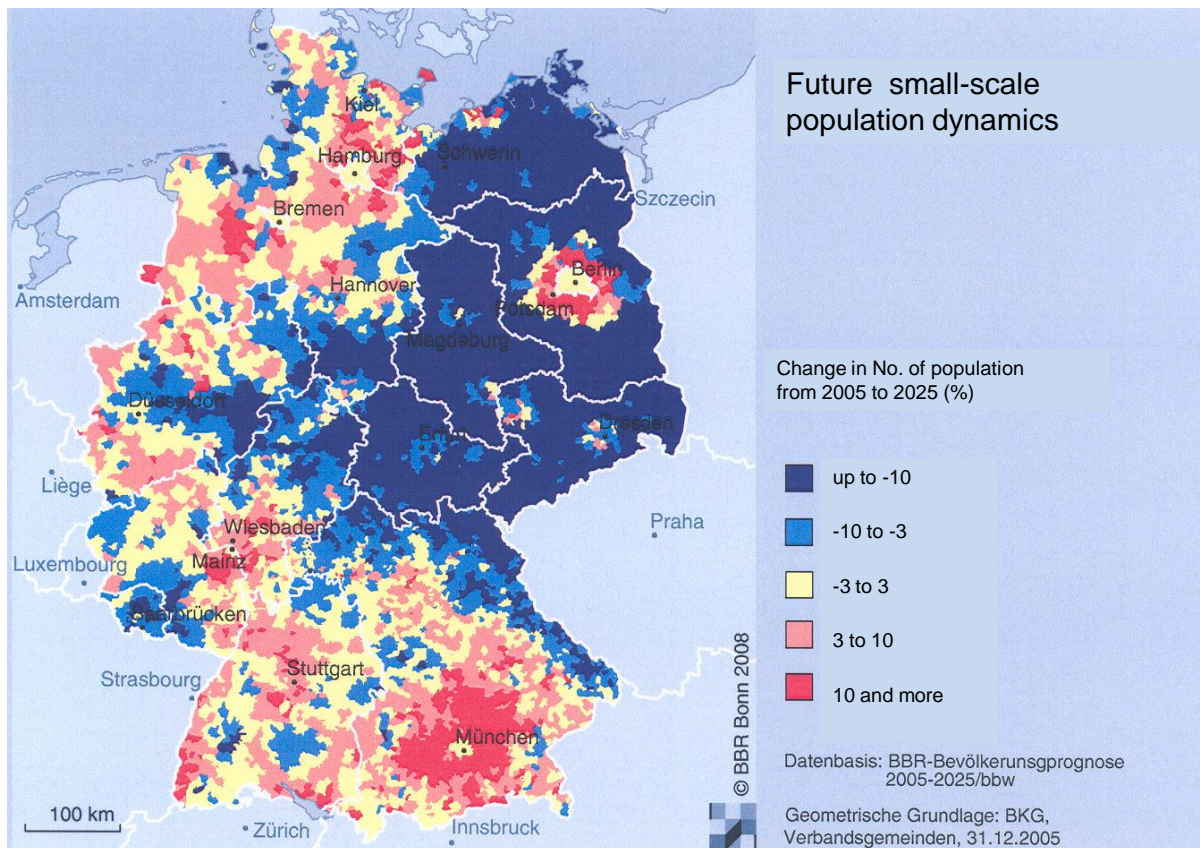 Future small-scale
population dynamics
Kiel
Hamburg
Schwerin
Szczecin
Bremen
Berlin
Amsterdam
Hannover
Potsdam
Magdeburg
Düsseldorf
Dresden
Erfurt
Liège
Wiesbaden
Praha
Luxembourg
Mainz
Saarbrücken
Strasbourg
Stuttgart
München
100 km
Zürich
Innsbruck
© BBR Bonn 2008
Change in No. of population
from 2005 to 2025 (%)
up to -10
-10 to -3
-3 to 3
3 to 10
10 and more
Datenbasis: BBR-Bevölkerunsgprognose
2005-2025/bbw
Geometrische Grundlage: BKG,
Verbandsgemeinden, 31.12.2005